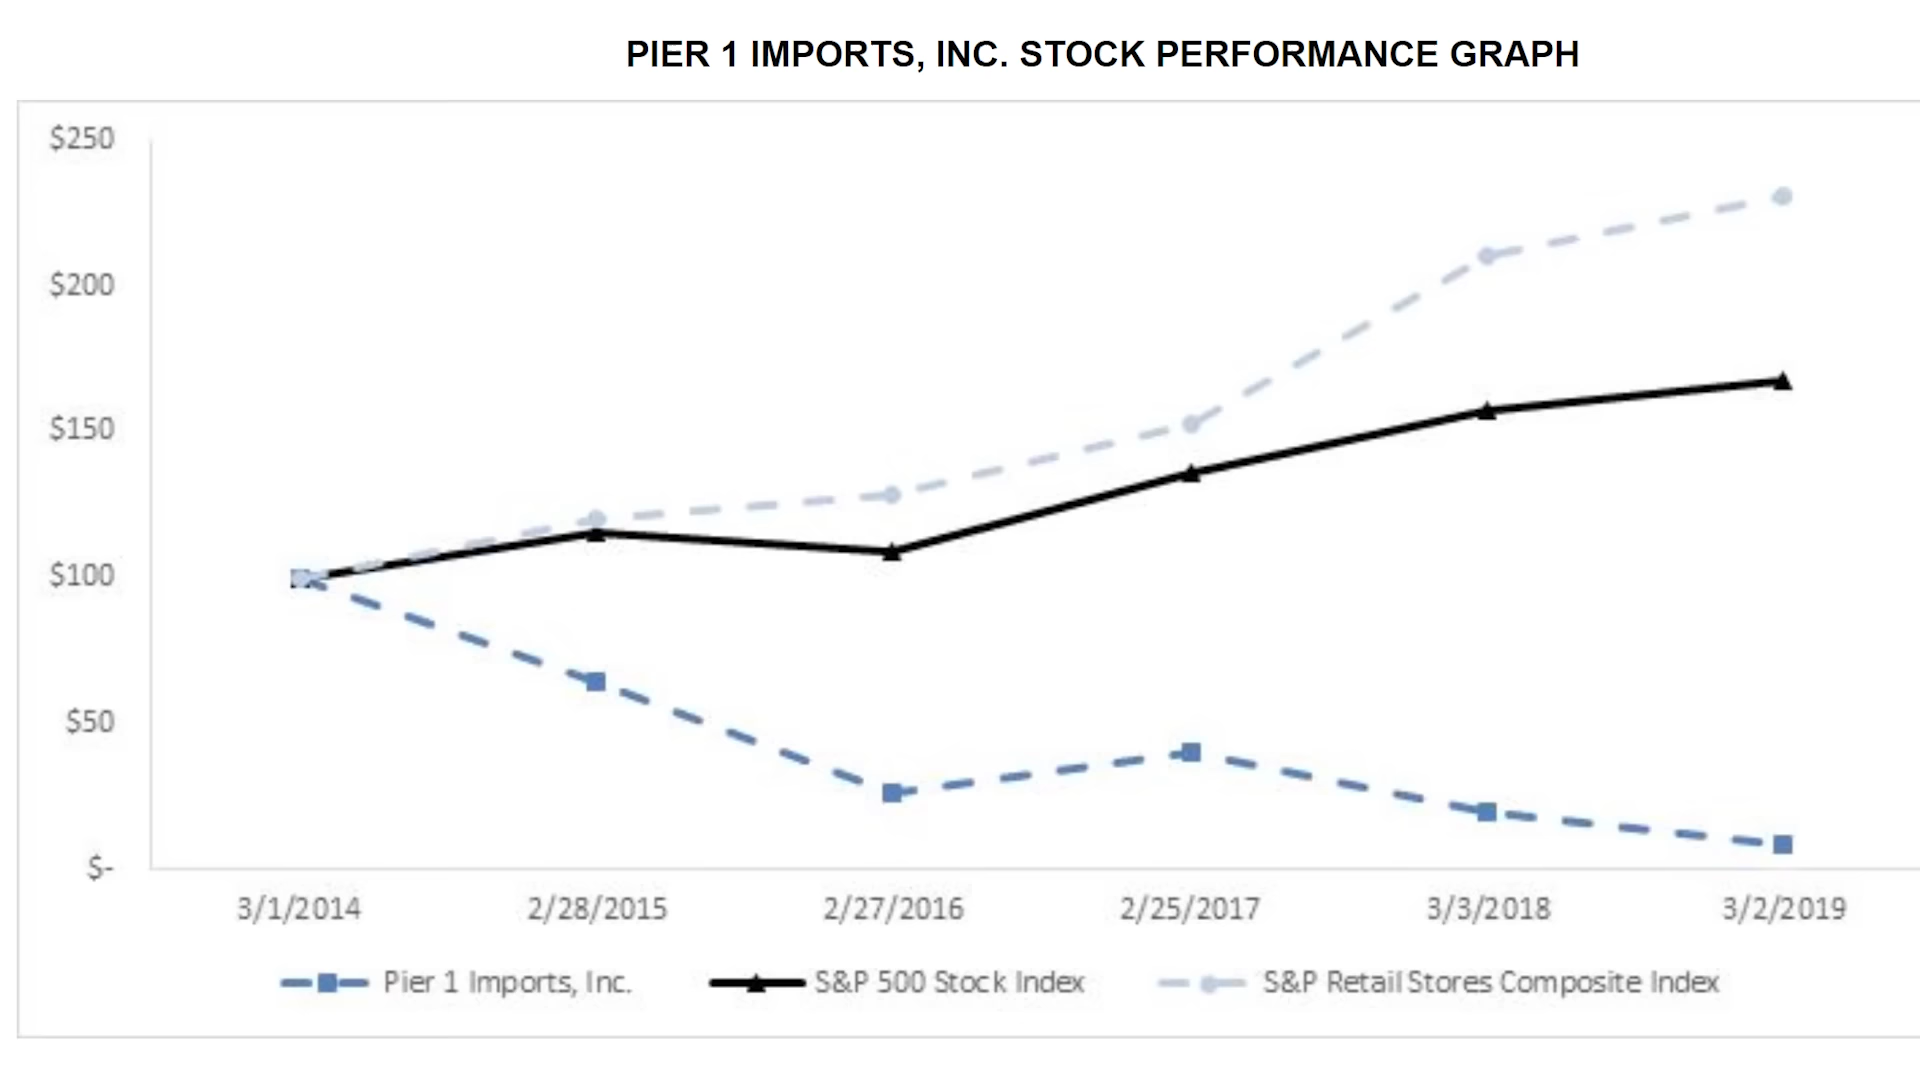 PIER 1 IMPORTS, INC. STOCK PERFORMANCE GRAPH
$250
$200
$150
$100
$50
$-
3/1/2014 2/28/2015 2/27/2016 2/25/2017 3/3/2018 3/2/2019
Pier 1 Imports, Inc. S&P 500 Stock Index S&P Retail Stores Composite Index